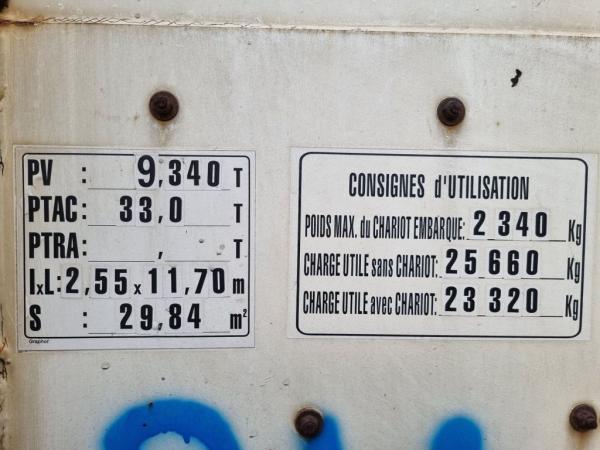 PV : 9,340 T
PTAC: 33,0 T
PTRA: , T
IxL: 2,55 x 11,70 m
S : 29,84 m²
Graphor
CONSIGNES d'UTILISATION
POIDS MAX. du CHARIOT EMBARQUE: 2 340 Kg
CHARGE UTILE sans CHARIOT: 25 660 Kg
CHARGE UTILE avec CHARIOT: 23 320 Kg